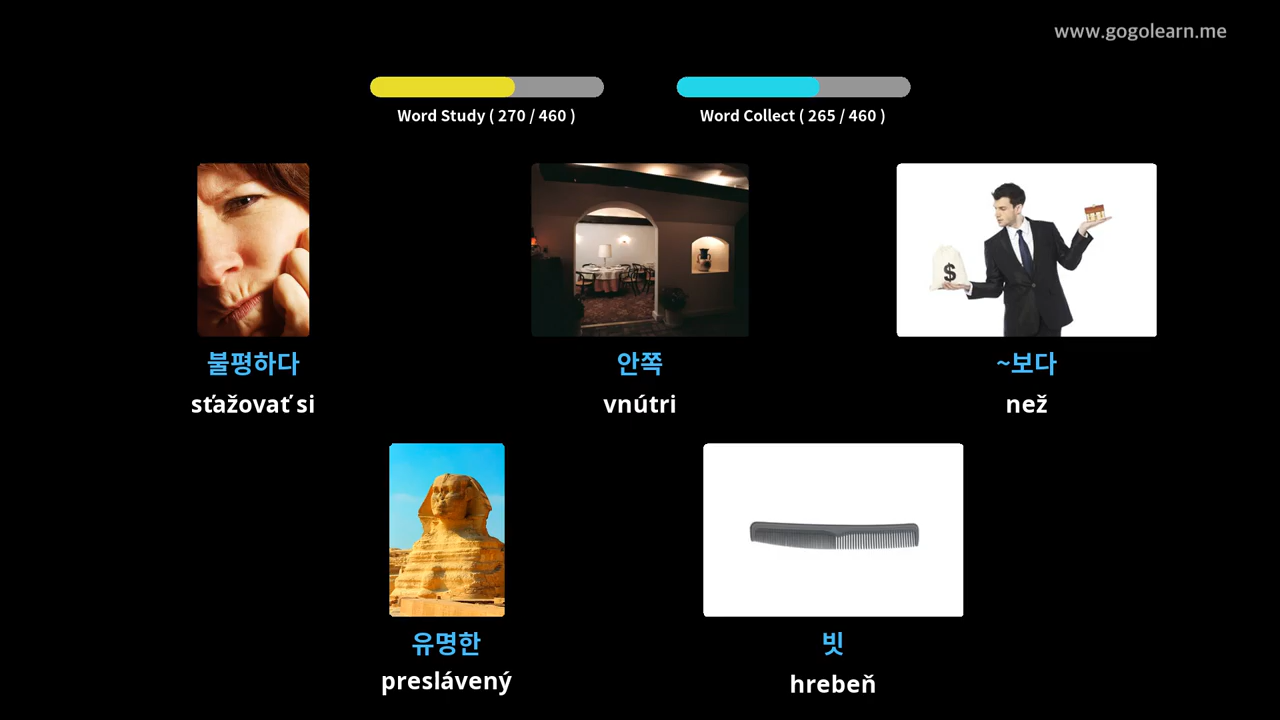 www.gogolearn.me
Word Study ( 270 / 460 )
Word Collect ( 265 / 460 )
불평하다
sťažovať si
안쪽
vnútri
~보다
než
$
유명한
preslávený
빗
hrebeň